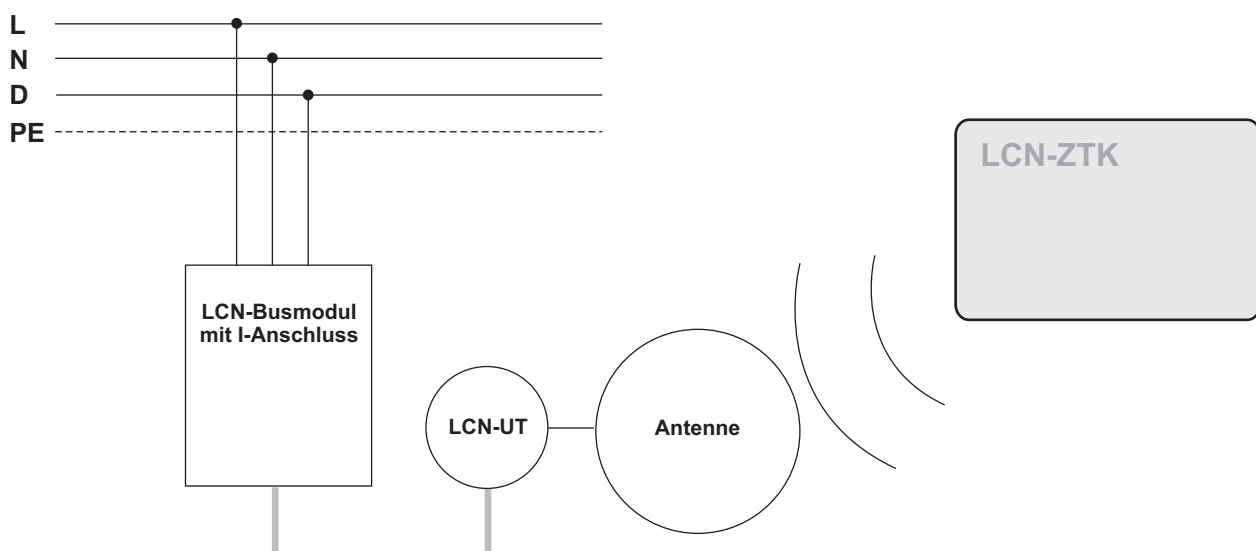 L
N
D
PE
LCN-ZTK
LCN-Busmodul
mit I-Anschluss
LCN-UT
Antenne